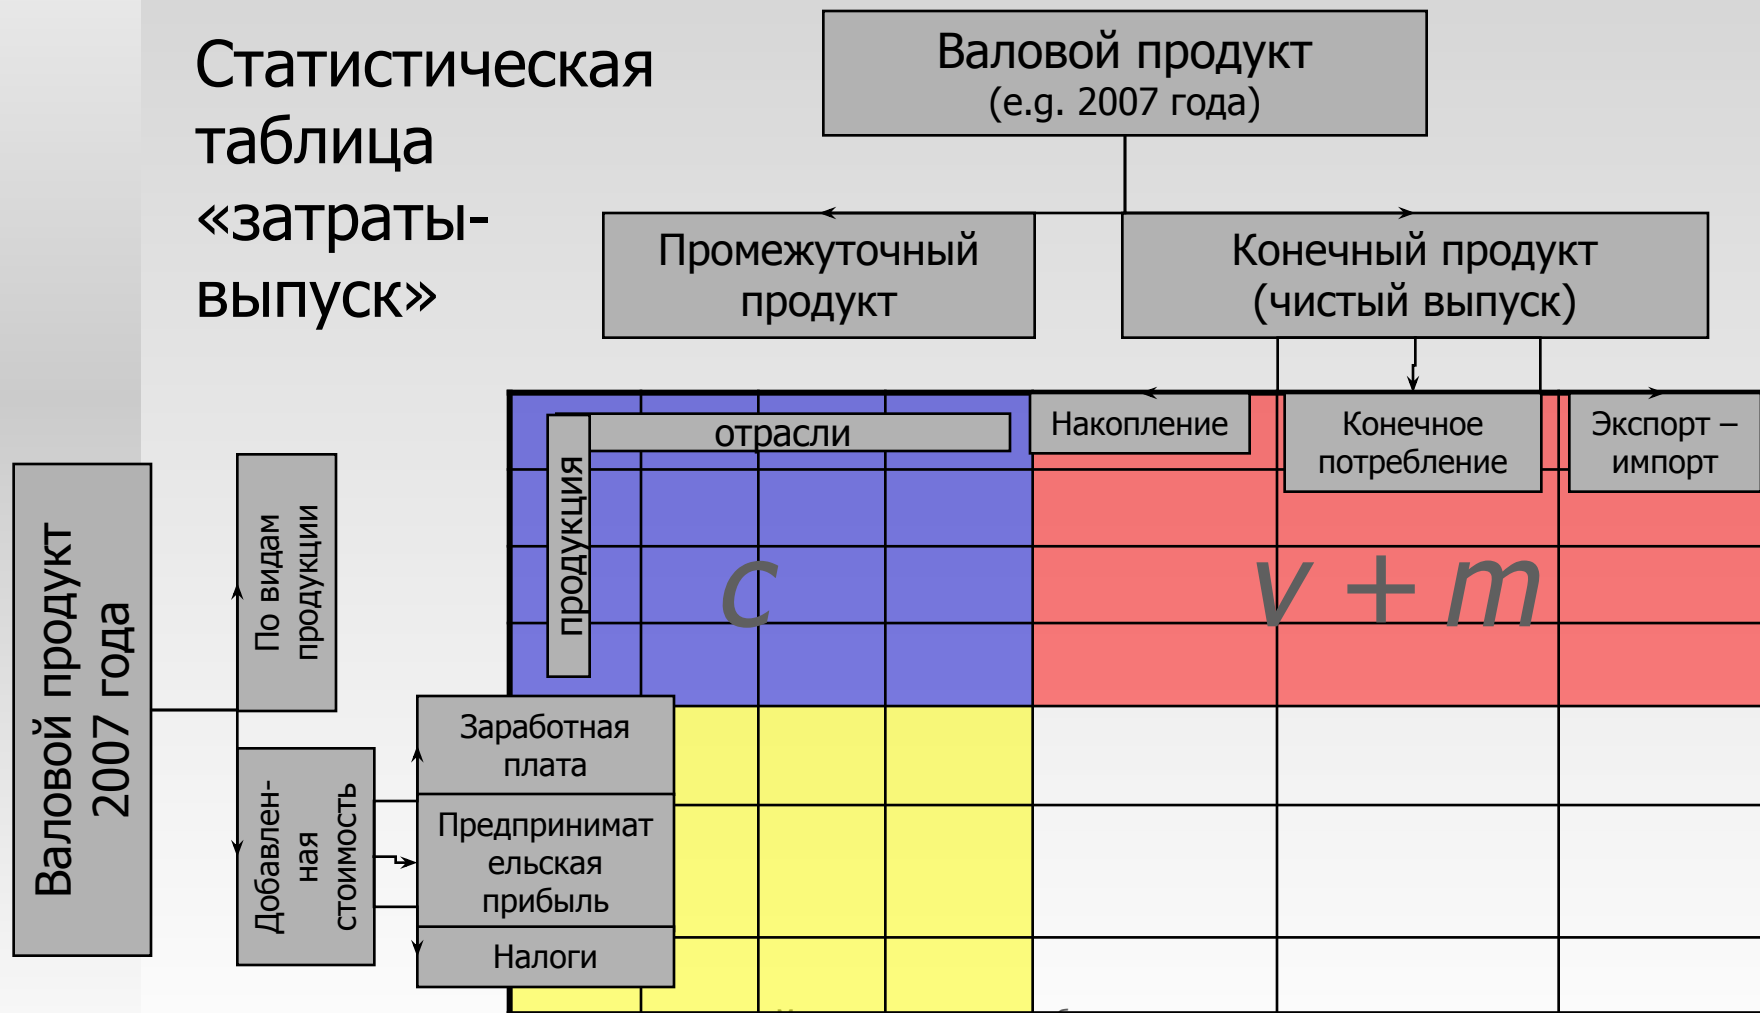 Статистическая
таблица
«затраты-
выпуск»
Валовой продукт
(e.g. 2007 года)
Промежуточный
продукт
Конечный продукт
(чистый выпуск)
отрасли
Накопление
Конечное
потребление
Экспорт –
импорт
продукция
c
v + m
Валовой продукт
2007 года
По видам
продукции
Добавлен-
ная
стоимость
Заработная
плата
Предпринимат
ельская
прибыль
Налоги